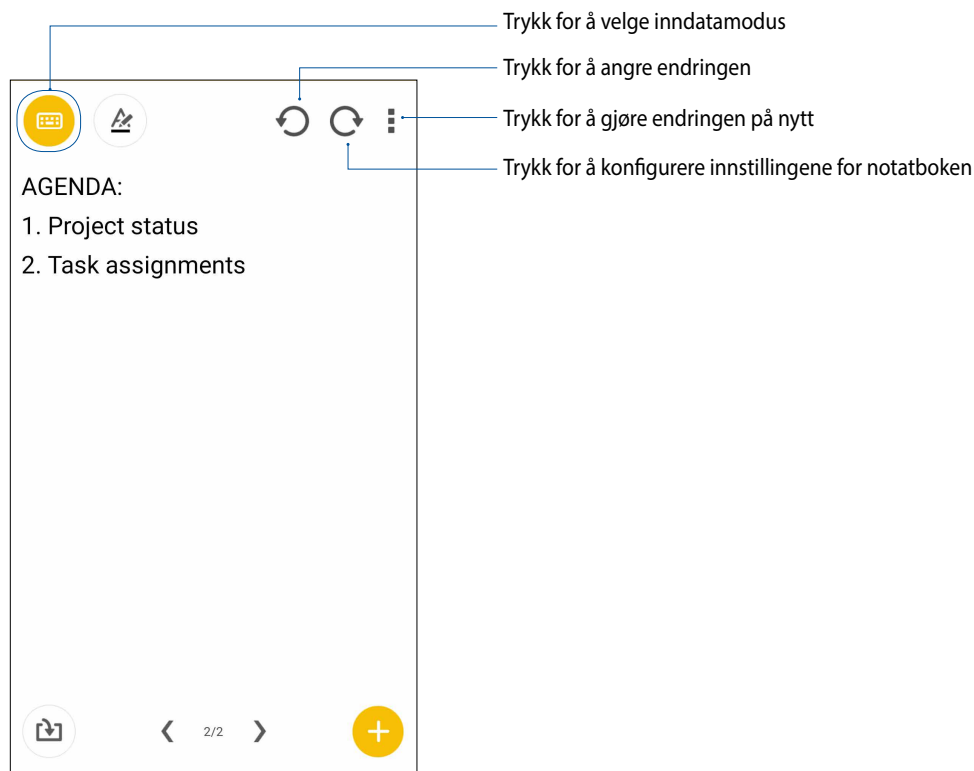 Trykk for å velge inndatamodus
Trykk for å angre endringen
Trykk for å gjøre endringen på nytt
Trykk for å konfigurere innstillingene for notatboken
AGENDA:
1. Project status
2. Task assignments
2/2